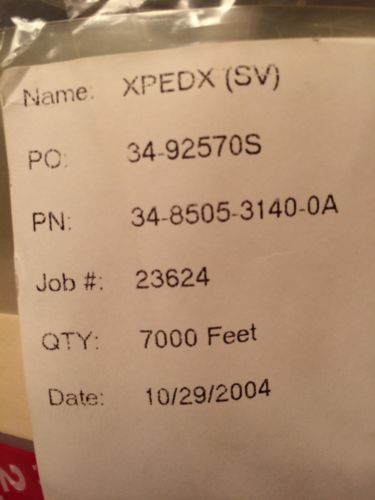 Name: XPEDX (SV)
PO: 34-92570S
PN: 34-8505-3140-0A
Job #: 23624
QTY: 7000 Feet
Date: 10/29/2004